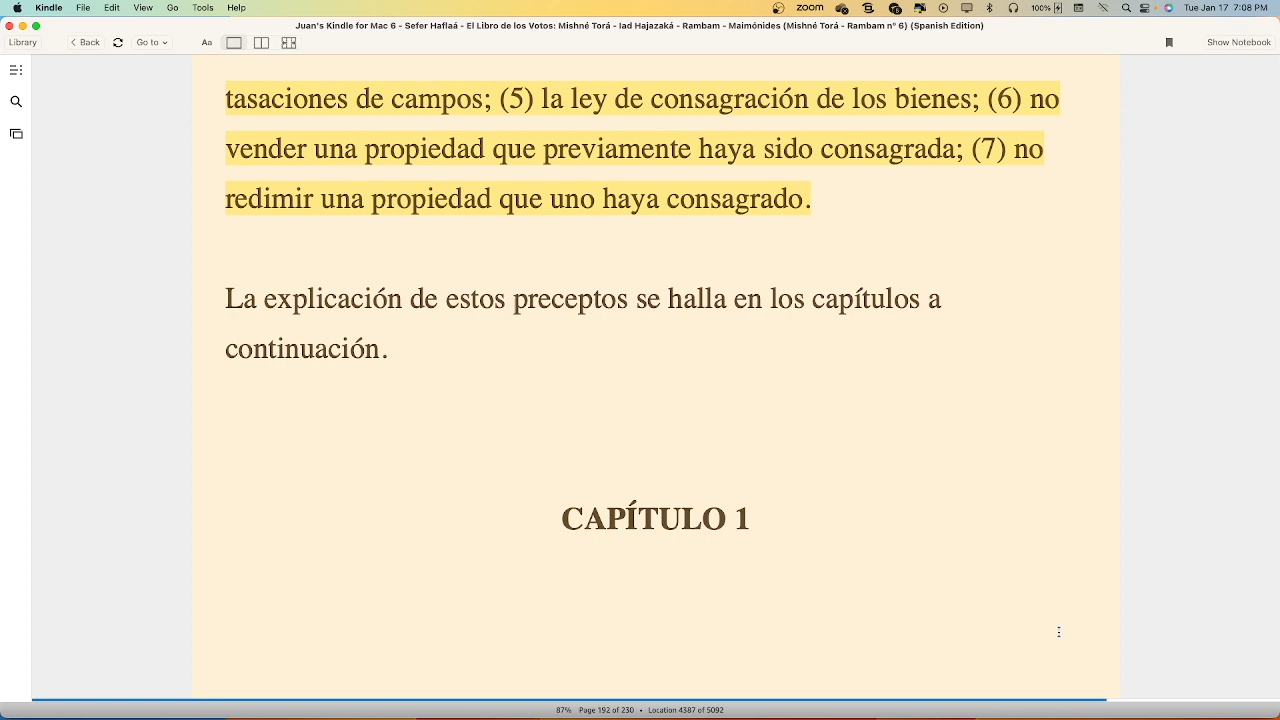 Kindle File Edit View Go Tools Help zoom 100% Tue Jan 17 7:08 PM
Juan's Kindle for Mac 6 - Sefer Haflaá - El Libro de los Votos: Mishné Torá - Iad Hajazaká - Rambam - Maimónides (Mishné Torá - Rambam nº 6) (Spanish Edition)
Library Back Go to Aa Show Notebook
tasaciones de campos; (5) la ley de consagración de los bienes; (6) no
vender una propiedad que previamente haya sido consagrada; (7) no
redimir una propiedad que uno haya consagrado.
La explicación de estos preceptos se halla en los capítulos a
continuación.
CAPÍTULO 1
87% Page 192 of 230 • Location 4387 of 5092